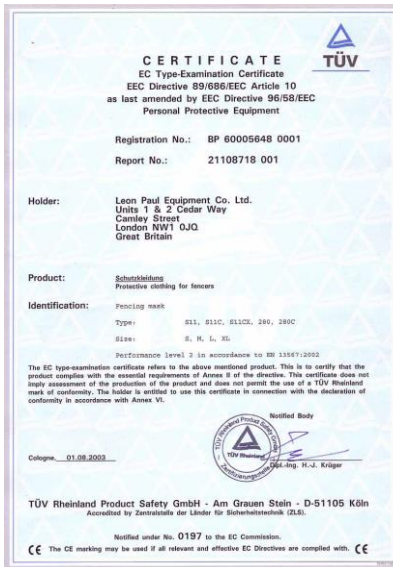 CERTIFICATE
TÜV
EC Type-Examination Certificate
EEC Directive 89/686/EEC Article 10
as last amended by EEC Directive 96/58/EEC
Personal Protective Equipment
Registration No.: BP 60005648 0001
Report No.: 21108718 001
Holder: Leon Paul Equipment Co. Ltd.
Units 1 & 2 Cedar Way
Camley Street
London NW1 0JQ
Great Britain
Product: Schutzkleidung
Protective clothing for fencers
Identification: Fencing mask
Type: S11, S11C, S11CX, 280, 280C
Size: S, M, L, XL
Performance level 2 in accordance to EN 13567:2002
The EC type-examination certificate refers to the above mentioned product. This is to certify that the
product complies with the essential requirements of Annex II of the directive. This certificate does not
imply assessment of the production of the product and does not permit the use of a TÜV Rheinland
mark of conformity. The holder is entitled to use this certificate in connection with the declaration of
conformity in accordance with Annex VI.
Notified Body
TÜV Rheinland Product Safety GmbH
TÜV Rheinland
Cologne, 01.08.2003
Dipl.-Ing. H.-J. Krüger
TÜV Rheinland Product Safety GmbH - Am Grauen Stein - D-51105 Köln
Accredited by Zentralstelle der Länder für Sicherheitstechnik (ZLS).
Notified under No. 0197 to the EC Commission.
CE The CE marking may be used if all relevant and effective EC Directives are complied with. CE